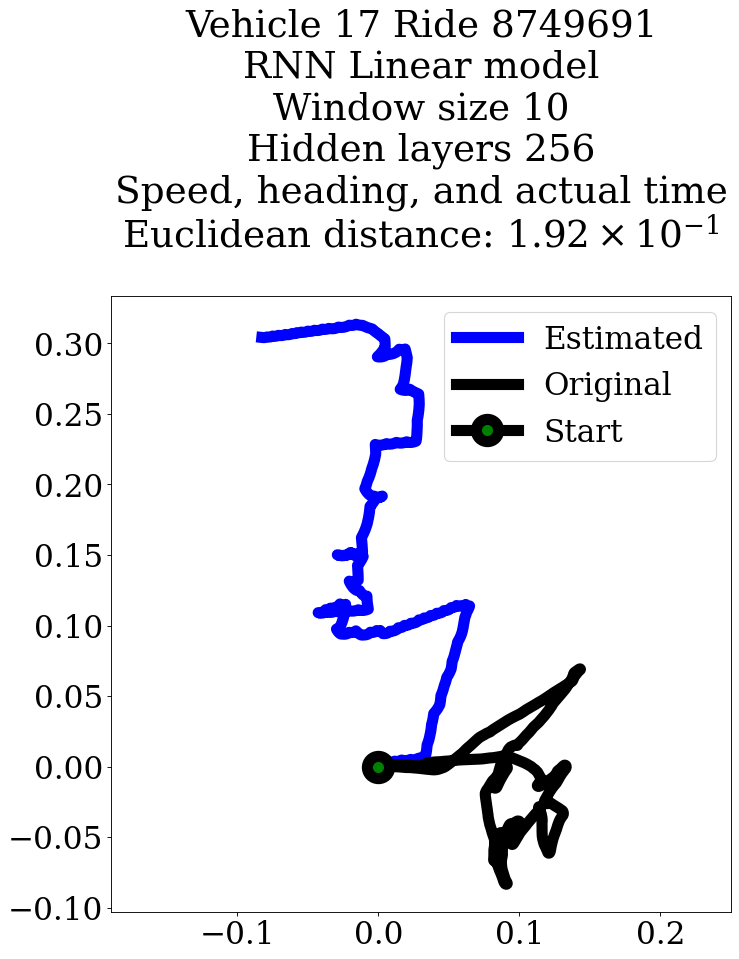 Vehicle 17 Ride 8749691
RNN Linear model
Window size 10
Hidden layers 256
Speed, heading, and actual time
Euclidean distance: 1.92 × 10⁻¹
Estimated
Original
Start
0.30
0.25
0.20
0.15
0.10
0.05
0.00
−0.05
−0.10
−0.1 0.0 0.1 0.2